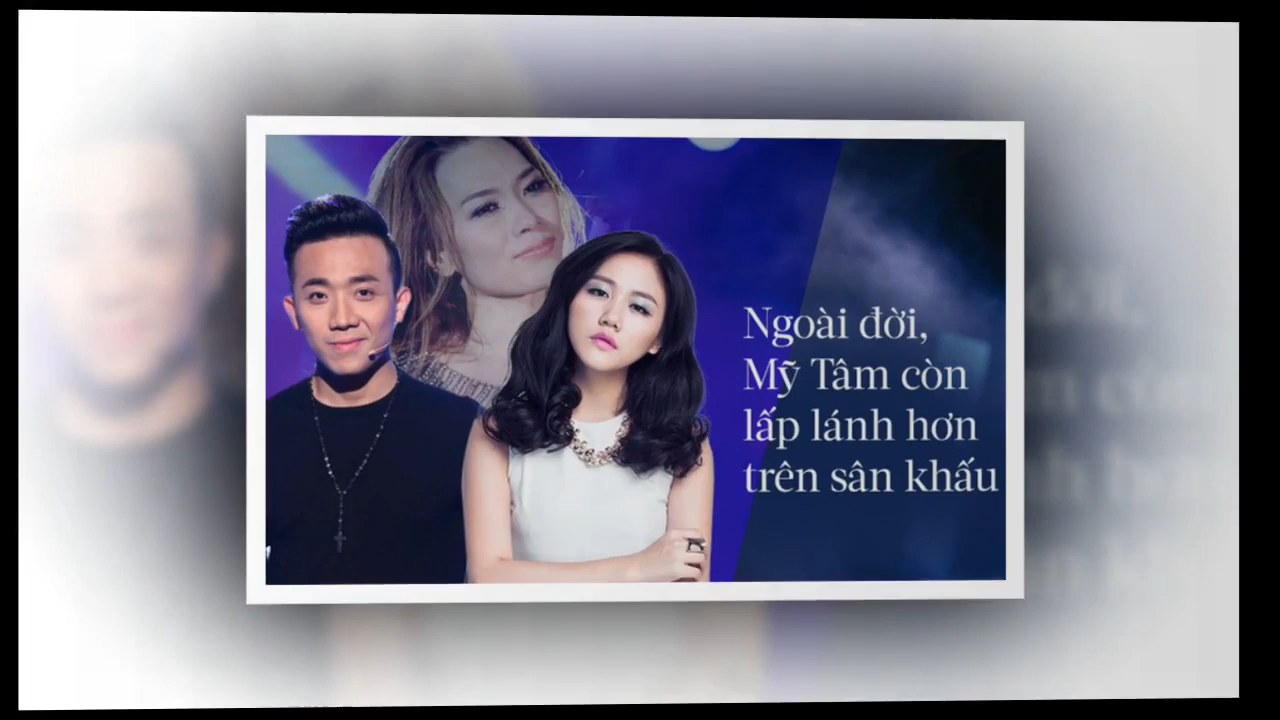 Ngoài đời,
Mỹ Tâm còn
lấp lánh hơn
trên sân khấu